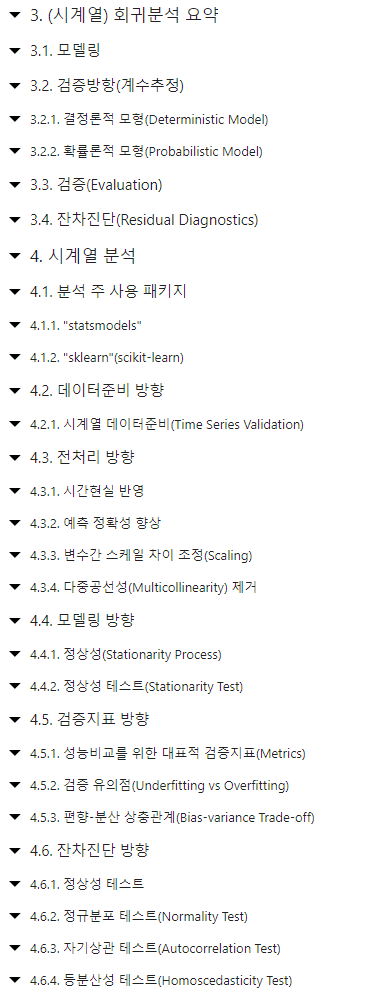 3. (시계열) 회귀분석 요약
3.1. 모델링
3.2. 검증방향(계수추정)
3.2.1. 결정론적 모형(Deterministic Model)
3.2.2. 확률론적 모형(Probabilistic Model)
3.3. 검증(Evaluation)
3.4. 잔차진단(Residual Diagnostics)
4. 시계열 분석
4.1. 분석 주 사용 패키지
4.1.1. "statsmodels"
4.1.2. "sklearn"(scikit-learn)
4.2. 데이터준비 방향
4.2.1. 시계열 데이터준비(Time Series Validation)
4.3. 전처리 방향
4.3.1. 시간현실 반영
4.3.2. 예측 정확성 향상
4.3.3. 변수간 스케일 차이 조정(Scaling)
4.3.4. 다중공선성(Multicollinearity) 제거
4.4. 모델링 방향
4.4.1. 정상성(Stationarity Process)
4.4.2. 정상성 테스트(Stationarity Test)
4.5. 검증지표 방향
4.5.1. 성능비교를 위한 대표적 검증지표(Metrics)
4.5.2. 검증 유의점(Underfitting vs Overfitting)
4.5.3. 편향-분산 상충관계(Bias-variance Trade-off)
4.6. 잔차진단 방향
4.6.1. 정상성 테스트
4.6.2. 정규분포 테스트(Normality Test)
4.6.3. 자기상관 테스트(Autocorrelation Test)
4.6.4. 등분산성 테스트(Homoscedasticity Test)